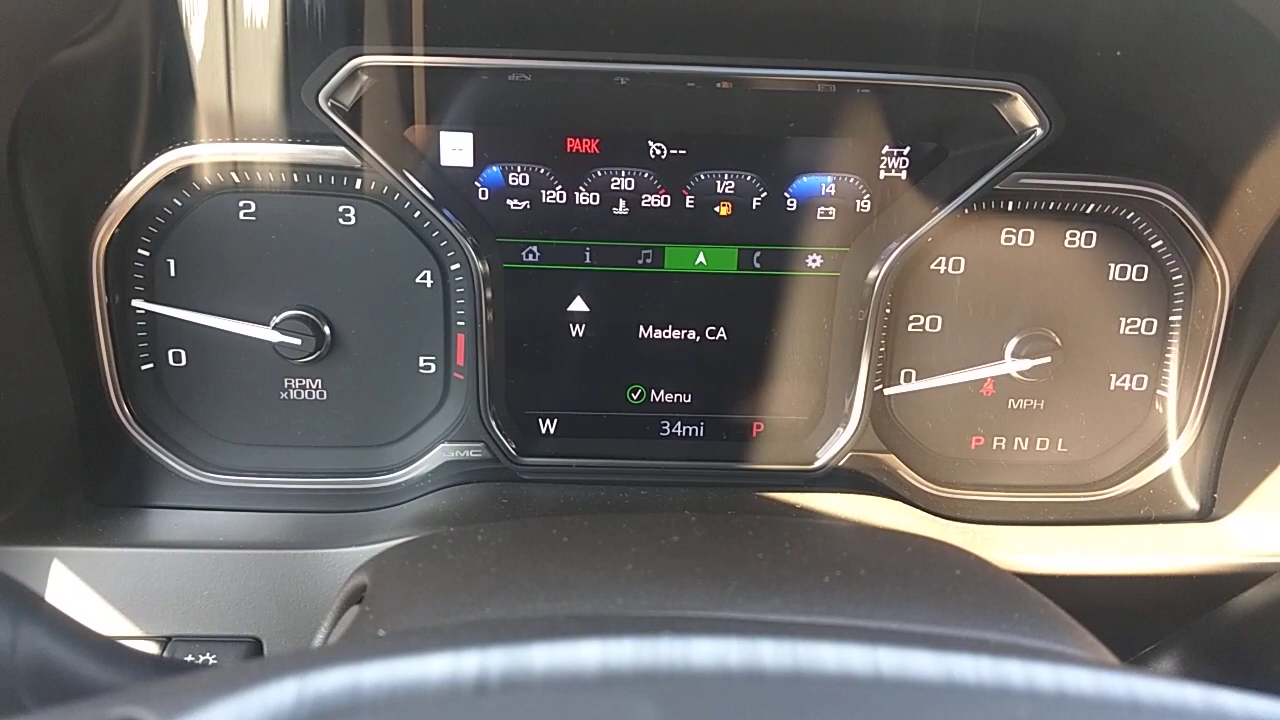 PARK
--
2WD
0 60 120
160 210 260
E 1/2 F
9 14 19
i
W
Madera, CA
Menu
W 34mi P
0 1 2 3 4 5
RPM
x1000
GMC
0 20 40 60 80 100 120 140
MPH
P R N D L